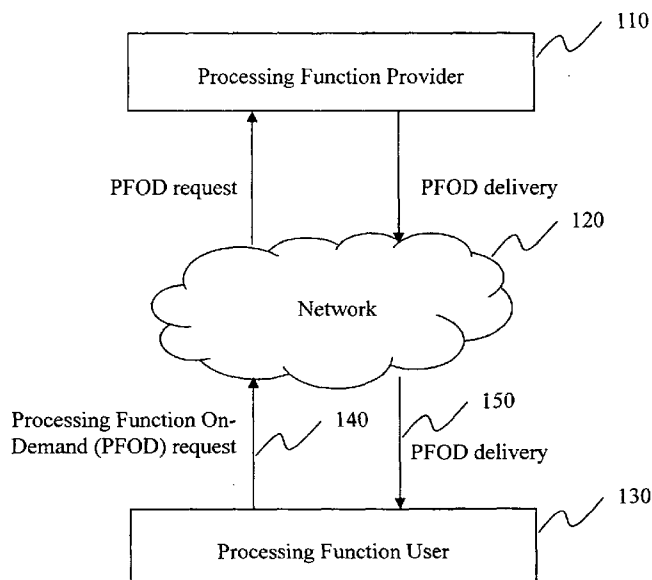 110
Processing Function Provider
PFOD request
PFOD delivery
120
Network
Processing Function On-
Demand (PFOD) request
140
150
PFOD delivery
130
Processing Function User